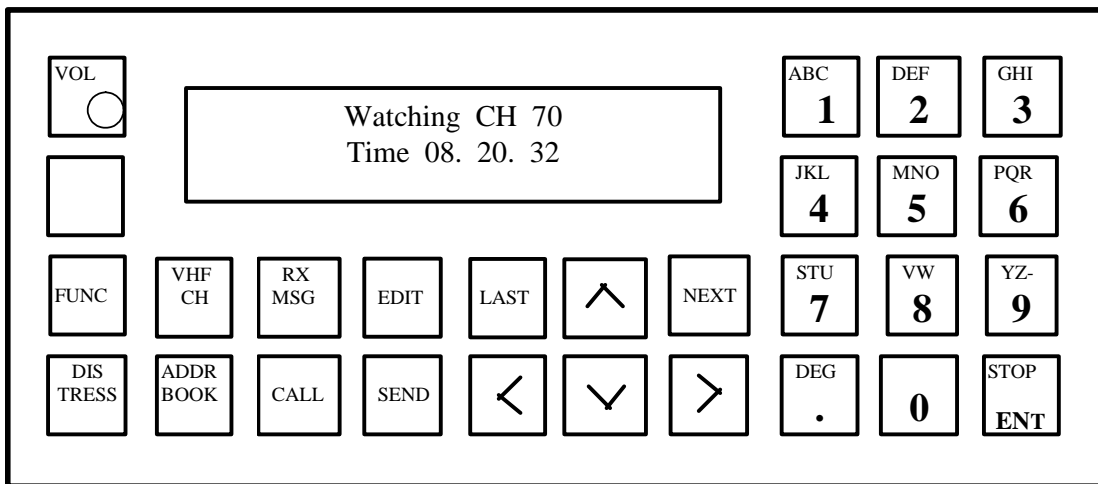 VOL
Watching CH 70
Time 08. 20. 32
ABC
1
DEF
2
GHI
3
JKL
4
MNO
5
PQR
6
FUNC
VHF
CH
RX
MSG
EDIT
LAST
NEXT
STU
7
VW
8
YZ-
9
DIS
TRESS
ADDR
BOOK
CALL
SEND
DEG
.
0
STOP
ENT